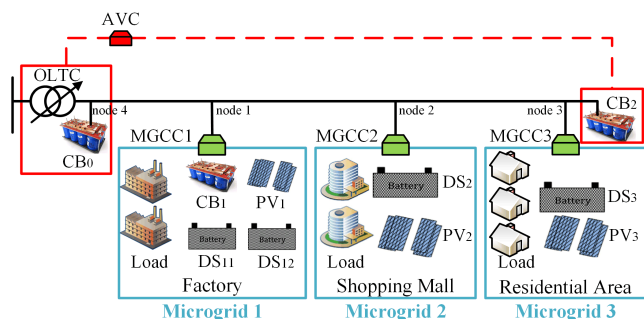 AVC
OLTC
CB2
node 4
node 1
node 2
node 3
CB0
MGCC1
MGCC2
MGCC3
CB1
PV1
Battery
DS2
DS3
Battery
Battery
Battery
PV2
PV3
Load
DS11
DS12
Load
Load
Factory
Shopping Mall
Residential Area
Microgrid 1
Microgrid 2
Microgrid 3